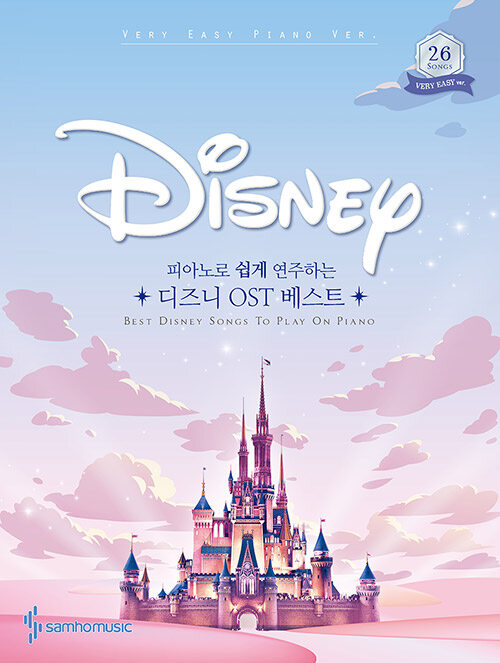 VERY EASY PIANO VER.
26
SONGS
VERY EASY ver.
DISNEY
피아노로 쉽게 연주하는
디즈니 OST 베스트
BEST DISNEY SONGS TO PLAY ON PIANO
samhomusic